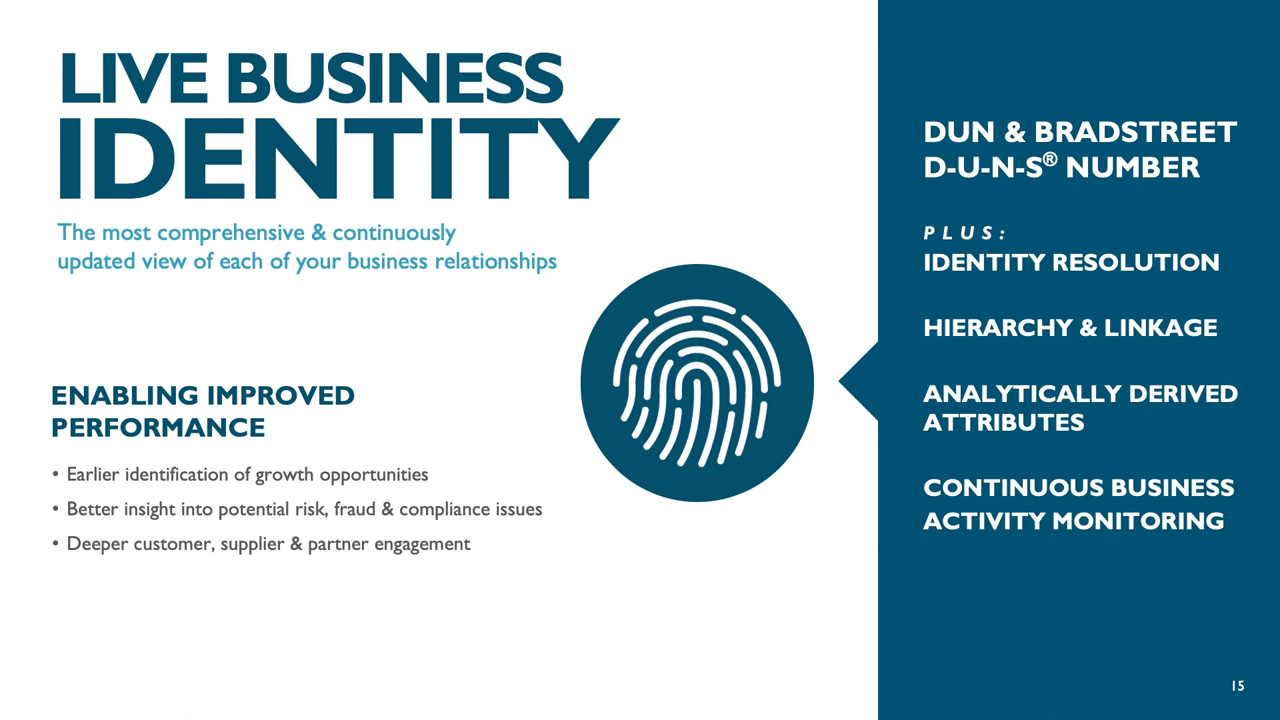 LIVE BUSINESS
IDENTITY
The most comprehensive & continuously
updated view of each of your business relationships
ENABLING IMPROVED
PERFORMANCE
• Earlier identification of growth opportunities
• Better insight into potential risk, fraud & compliance issues
• Deeper customer, supplier & partner engagement
DUN & BRADSTREET
D-U-N-S® NUMBER
PLUS:
IDENTITY RESOLUTION
HIERARCHY & LINKAGE
ANALYTICALLY DERIVED
ATTRIBUTES
CONTINUOUS BUSINESS
ACTIVITY MONITORING
15